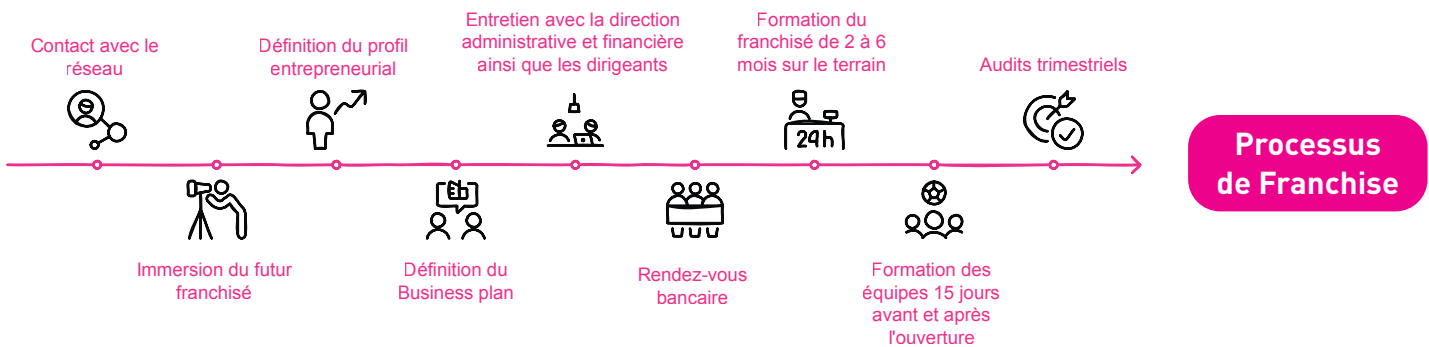 Contact avec le
réseau
Immersion du futur
franchisé
Définition du profil
entrepreneurial
Définition du
Business plan
Entretien avec la direction
administrative et financière
ainsi que les dirigeants
Rendez-vous
bancaire
Formation du
franchisé de 2 à 6
mois sur le terrain
24h
Formation des
équipes 15 jours
avant et après
l'ouverture
Audits trimestriels
Processus
de Franchise